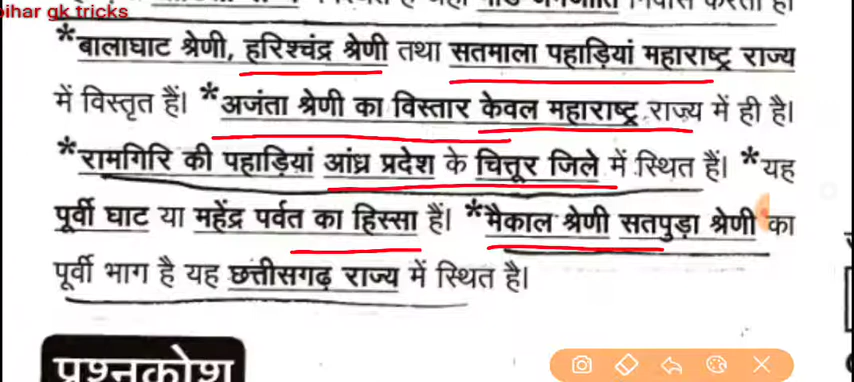 bihar gk tricks
निवास करती है।
*बालाघाट श्रेणी, हरिश्चंद्र श्रेणी तथा सतमाला पहाड़ियां महाराष्ट्र राज्य
में विस्तृत हैं। *अजंता श्रेणी का विस्तार केवल महाराष्ट्र राज्य में ही है।
*रामगिरि की पहाड़ियां आंध्र प्रदेश के चित्तूर जिले में स्थित हैं। *यह
पूर्वी घाट या महेंद्र पर्वत का हिस्सा हैं। *मैकाल श्रेणी सतपुड़ा श्रेणी का
पूर्वी भाग है यह छत्तीसगढ़ राज्य में स्थित है।
प्रश्नकोश